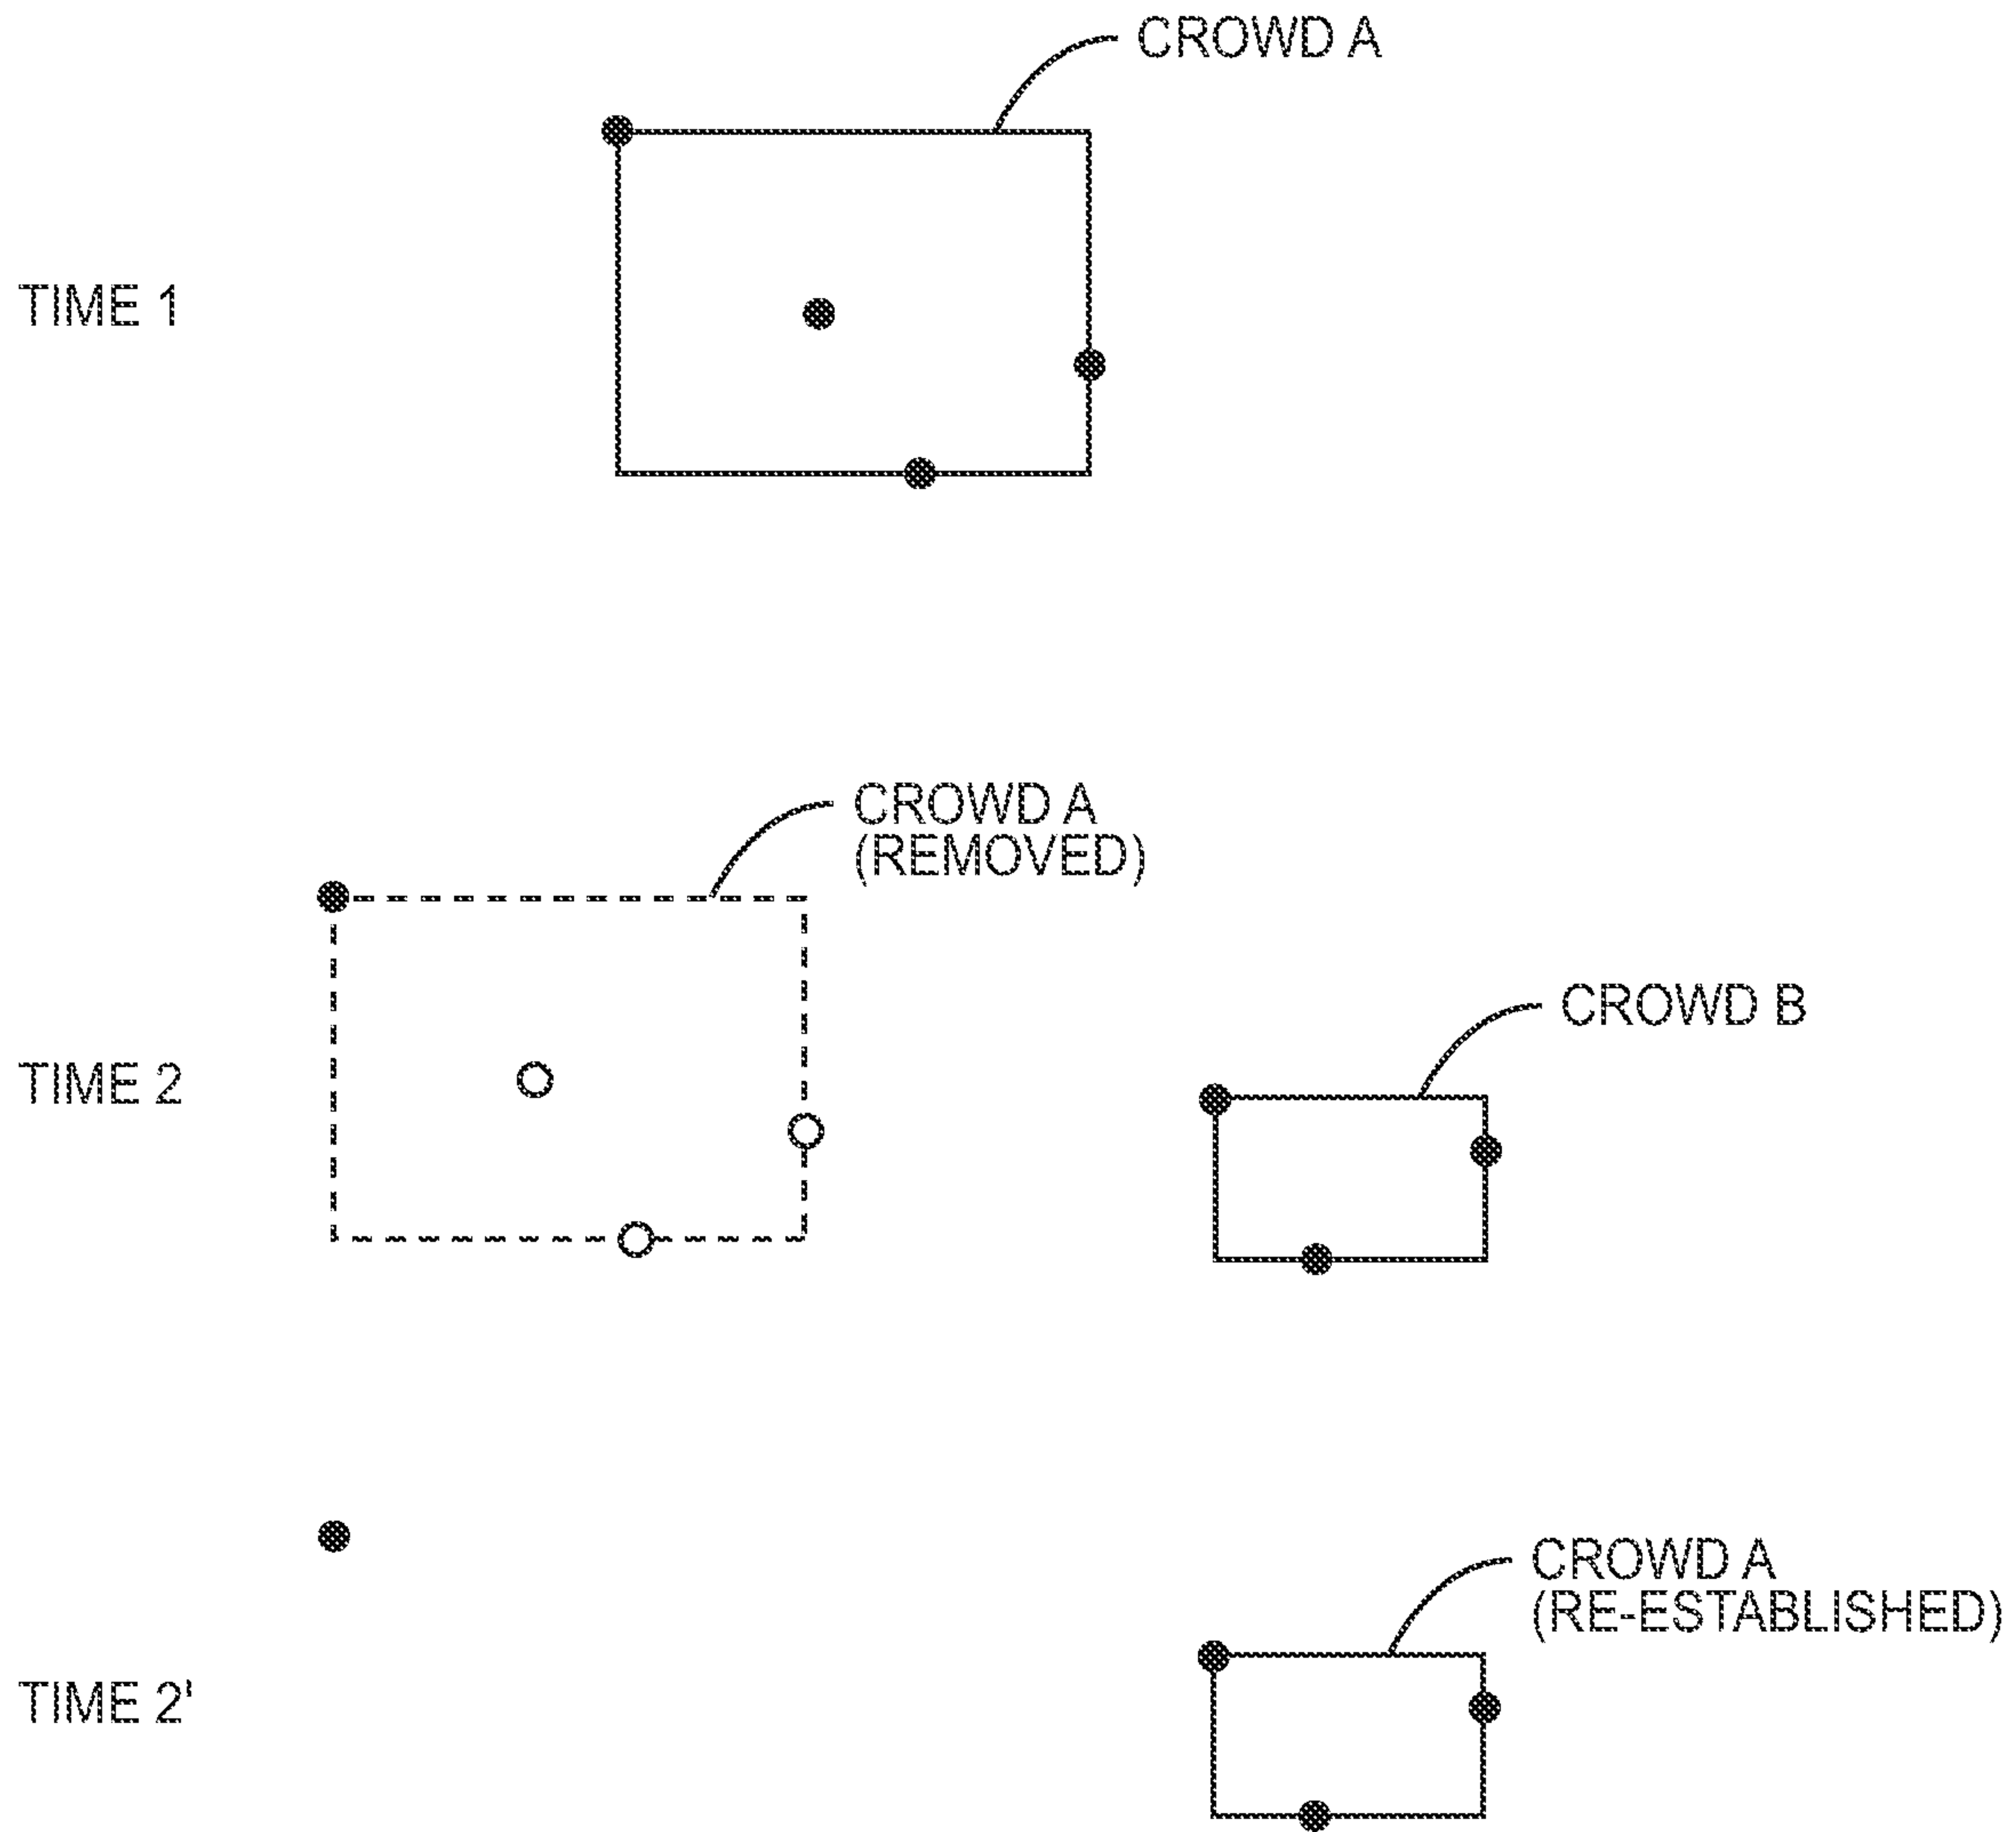 CROWD A
TIME 1
CROWD A
(REMOVED)
CROWD B
TIME 2
CROWD A
(RE-ESTABLISHED)
TIME 2'